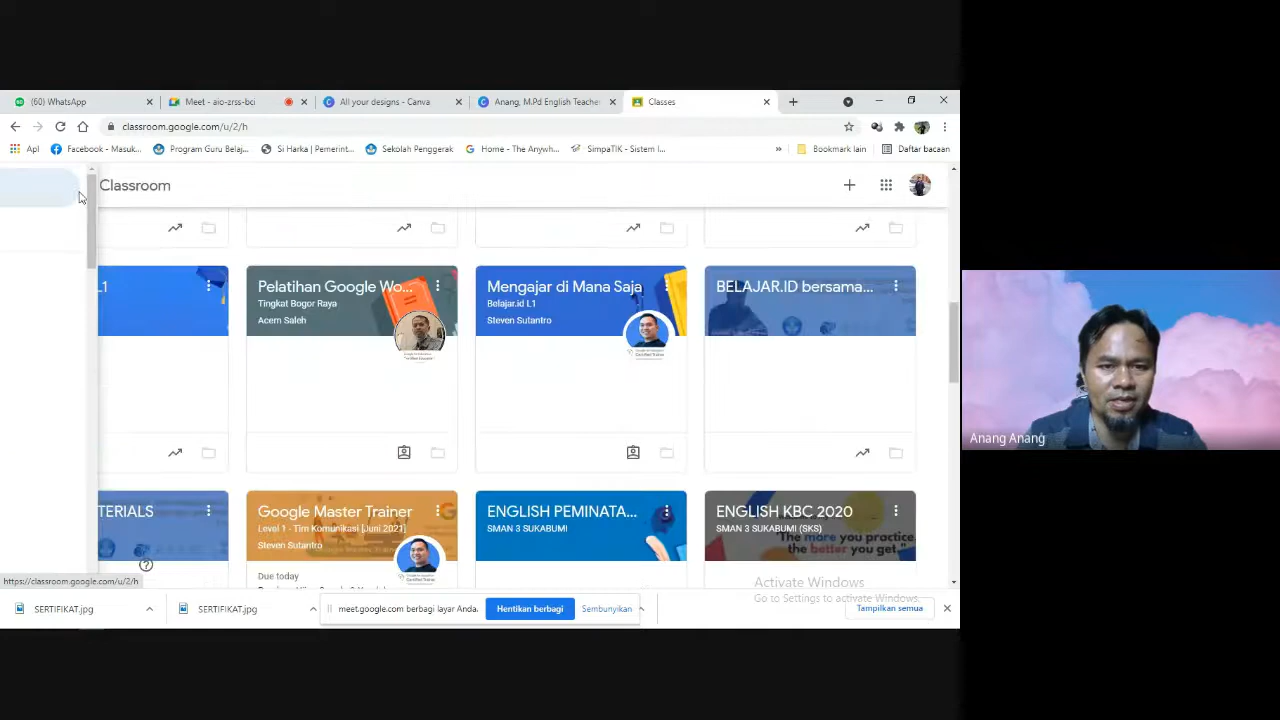 (60) WhatsApp
Meet - aio-zrss-bci
All your designs - Canva
Anang, M.Pd English Teache
Classes
classroom.google.com/u/2/h
Apl
Facebook - Masuk...
Program Guru Belaj...
Si Harka | Pemerint...
Sekolah Penggerak
Home - The Anywh...
SimpaTIK - Sistem I...
»
Bookmark lain
Daftar bacaan
Classroom
L1
Pelatihan Google Wo...
Tingkat Bogor Raya
Acem Saleh
Mengajar di Mana Saja
Belajar.id L1
Steven Sutantro
BELAJAR.ID bersama...
TERIALS
Google Master Trainer
Level 1 - Tim Komunikasi [Juni 2021]
Steven Sutantro
Due today
ENGLISH PEMINATA...
SMAN 3 SUKABUMI
ENGLISH KBC 2020
SMAN 3 SUKABUMI (SKS)
"The more you practice.
the better you get."
Anang Anang
https://classroom.google.com/u/2/h
Activate Windows
Go to Settings to activate Windows.
SERTIFIKAT.jpg
SERTIFIKAT.jpg
meet.google.com berbagi layar Anda.
Hentikan berbagi
Sembunyikan
Tampilkan semua